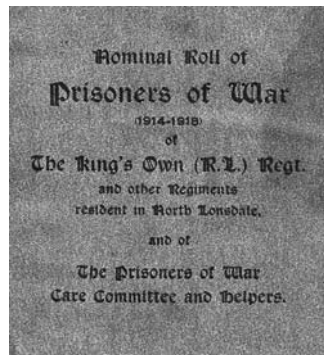 Nominal Roll of
Prisoners of War
(1914-1918)
of
The King's Own (R.L.) Regt.
and other Regiments
resident in North Lonsdale,
and of
The Prisoners of War
Care Committee and Helpers.